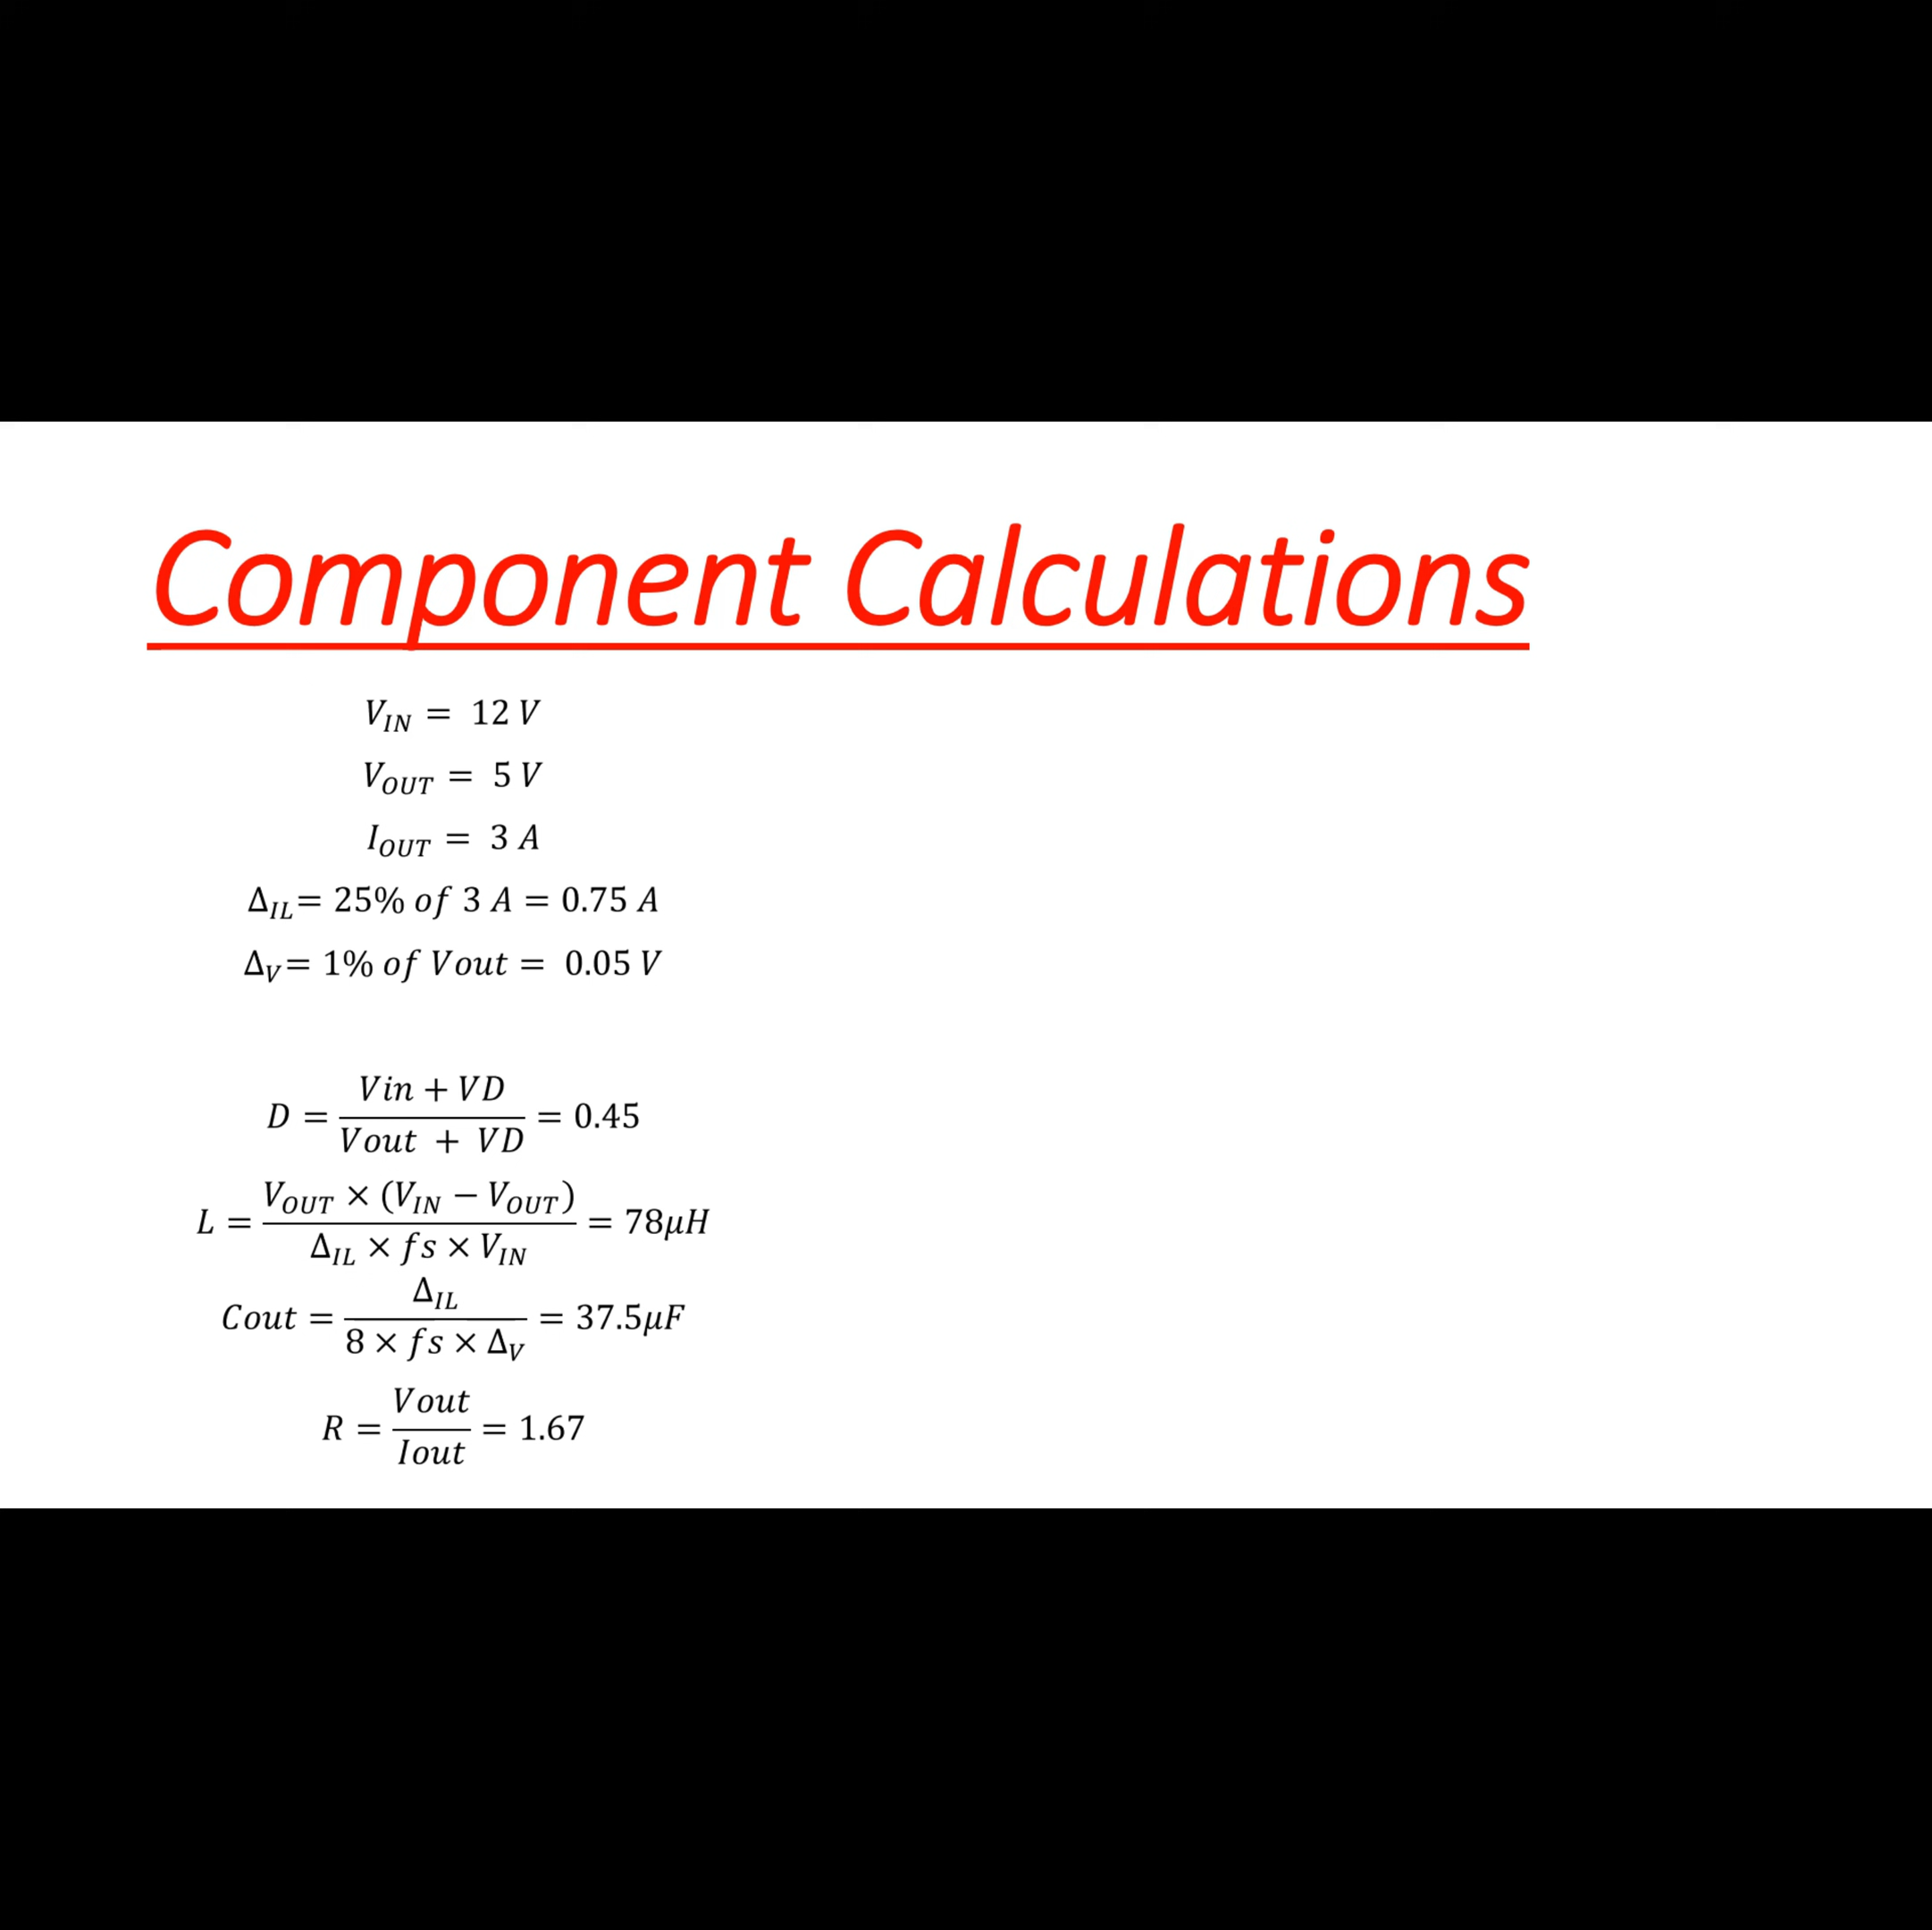 Component Calculations
V_IN = 12 V
V_OUT = 5 V
I_OUT = 3 A
Δ_IL = 25% of 3 A = 0.75 A
Δ_V = 1% of Vout = 0.05 V
D = (Vin + VD) / (Vout + VD) = 0.45
L = (V_OUT × (V_IN − V_OUT)) / (Δ_IL × fs × V_IN) = 78μH
Cout = Δ_IL / (8 × fs × Δ_V) = 37.5μF
R = Vout / Iout = 1.67